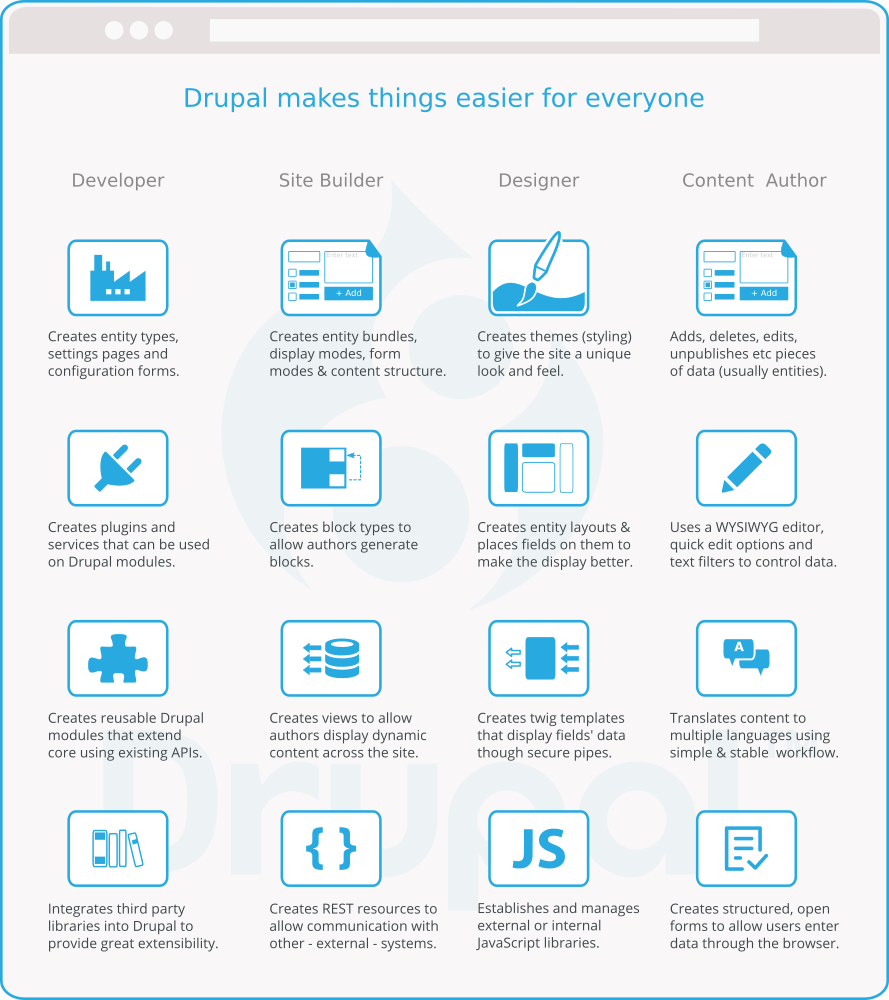 Drupal makes things easier for everyone
Developer
Site Builder
Designer
Content  Author
Enter text
+ Add
Enter text
+ Add
Creates entity types,
settings pages and
configuration forms.
Creates entity bundles,
display modes, form
modes & content structure.
Creates themes (styling)
to give the site a unique
look and feel.
Adds, deletes, edits,
unpublishes etc pieces
of data (usually entities).
Creates plugins and
services that can be used
on Drupal modules.
Creates block types to
allow authors generate
blocks.
Creates entity layouts &
places fields on them to
make the display better.
Uses a WYSIWYG editor,
quick edit options and
text filters to control data.
A
Creates reusable Drupal
modules that extend
core using existing APIs.
Creates views to allow
authors display dynamic
content across the site.
Creates twig templates
that display fields' data
though secure pipes.
Translates content to
multiple languages using
simple & stable  workflow.
Drupal™
{ }
JS
Integrates third party
libraries into Drupal to
provide great extensibility.
Creates REST resources to
allow communication with
other - external - systems.
Establishes and manages
external or internal
JavaScript libraries.
Creates structured, open
forms to allow users enter
data through the browser.